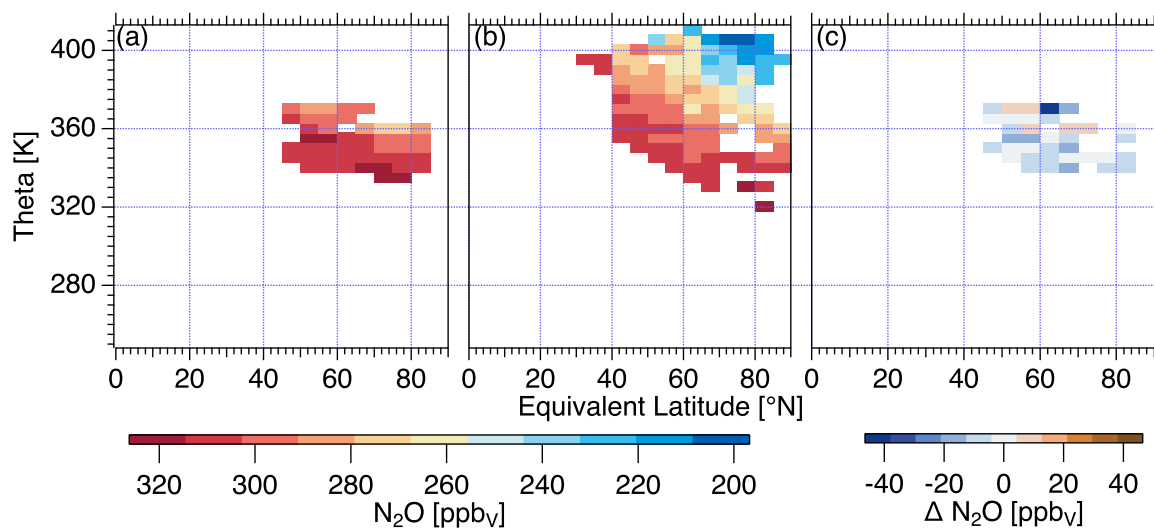 (a) (b) (c)
400
360
320
280
Theta [K]
0 20 40 60 80 0 20 40 60 80 0 20 40 60 80
Equivalent Latitude [°N]
320 300 280 260 240 220 200 -40 -20 0 20 40
N₂O [ppbᵥ] Δ N₂O [ppbᵥ]